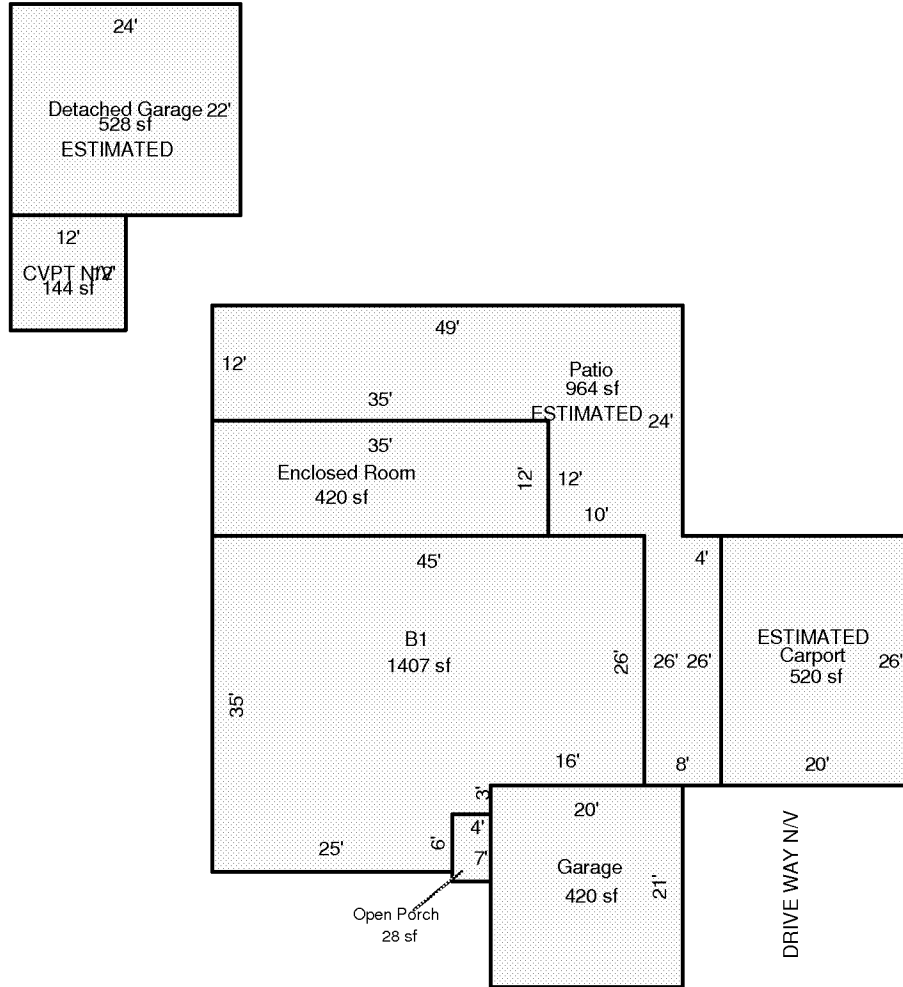 24'
Detached Garage 22'
528 sf
ESTIMATED
12'
CVPT N/V 12'
144 sf
49'
12'
Patio
964 sf
ESTIMATED
24'
35'
35'
Enclosed Room
420 sf
12'
12'
10'
45'
4'
B1
1407 sf
26'
26'
26'
ESTIMATED
Carport
520 sf
26'
35'
16'
8'
20'
3'
20'
4'
6'
25'
7'
Garage
420 sf
21'
Open Porch
28 sf
DRIVE WAY N/V